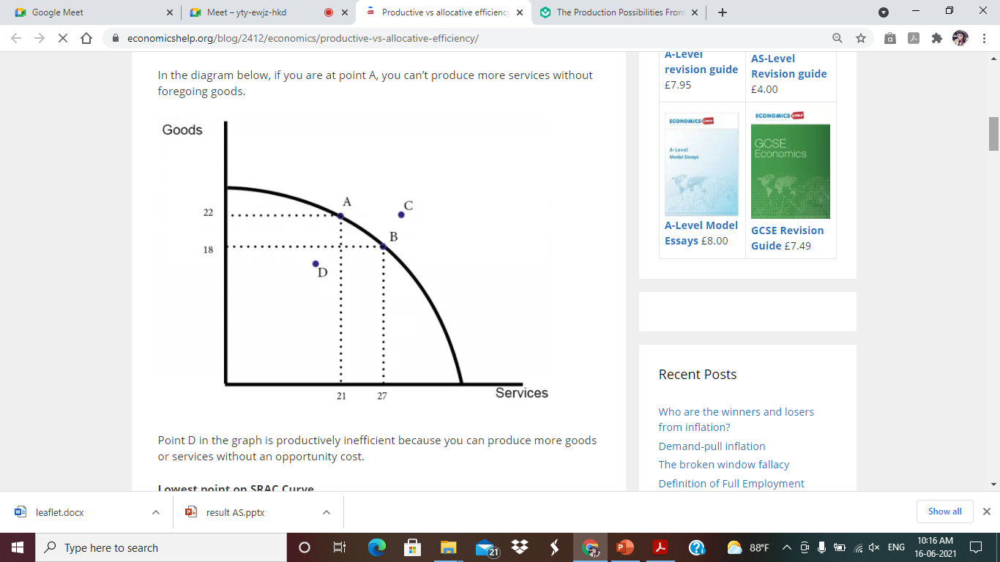 Google Meet
Meet – yty-ewjz-hkd
Productive vs allocative efficiency
The Production Possibilities Fron
economicshelp.org/blog/2412/economics/productive-vs-allocative-efficiency/
In the diagram below, if you are at point A, you can't produce more services without
foregoing goods.
Goods
22
18
A
C
B
D
21
27
Services
Point D in the graph is productively inefficient because you can produce more goods
or services without an opportunity cost.
Lowest point on SRAC Curve
A-Level
revision guide
£7.95
AS-Level
Revision guide
£4.00
ECONOMICS HELP
A-Level
Model Essays
A-Level Model
Essays £8.00
ECONOMICS HELP
GCSE
Economics
GCSE Revision
Guide £7.49
Recent Posts
Who are the winners and losers
from inflation?
Demand-pull inflation
The broken window fallacy
Definition of Full Employment
leaflet.docx
result AS.pptx
Show all
Type here to search
21
88°F
ENG
10:16 AM
16-06-2021